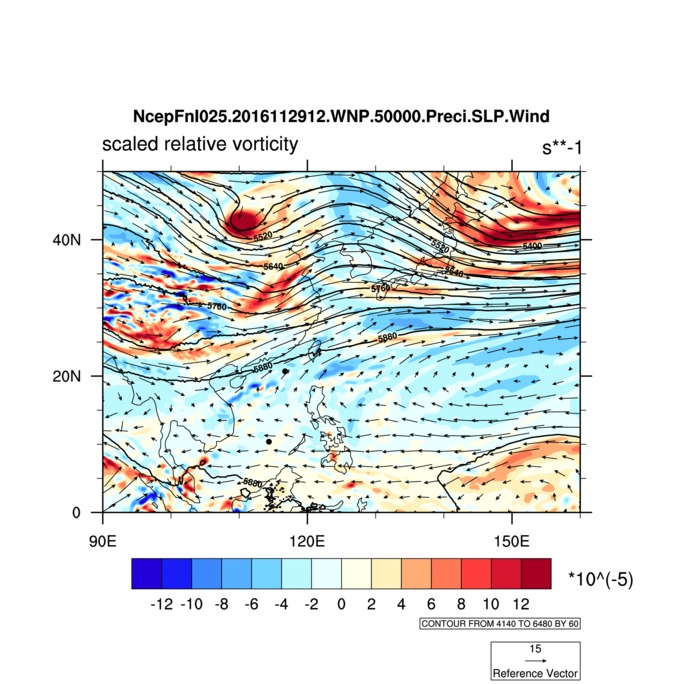 NcepFnl025.2016112912.WNP.50000.Preci.SLP.Wind
scaled relative vorticity
s**-1
40N
20N
0
90E
120E
150E
5520
5640
5760
5880
5520
5400
5640
5760
5880
5880
-12 -10 -8 -6 -4 -2 0 2 4 6 8 10 12
*10^(-5)
CONTOUR FROM 4140 TO 6480 BY 60
15
Reference Vector